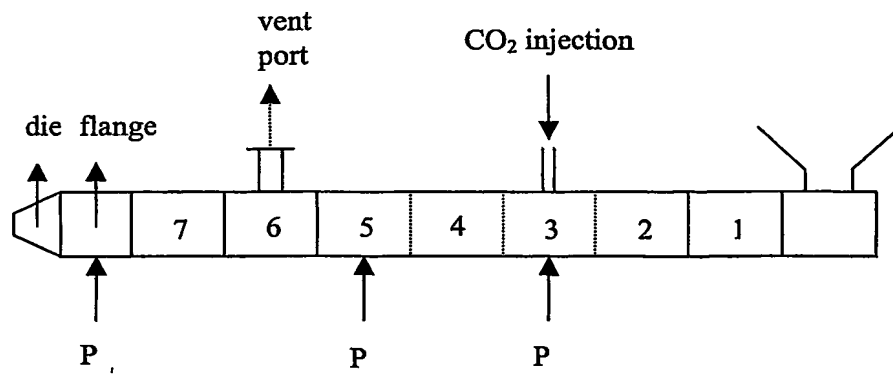 vent
port
CO₂ injection
die flange
7 6 5 4 3 2 1
P P P